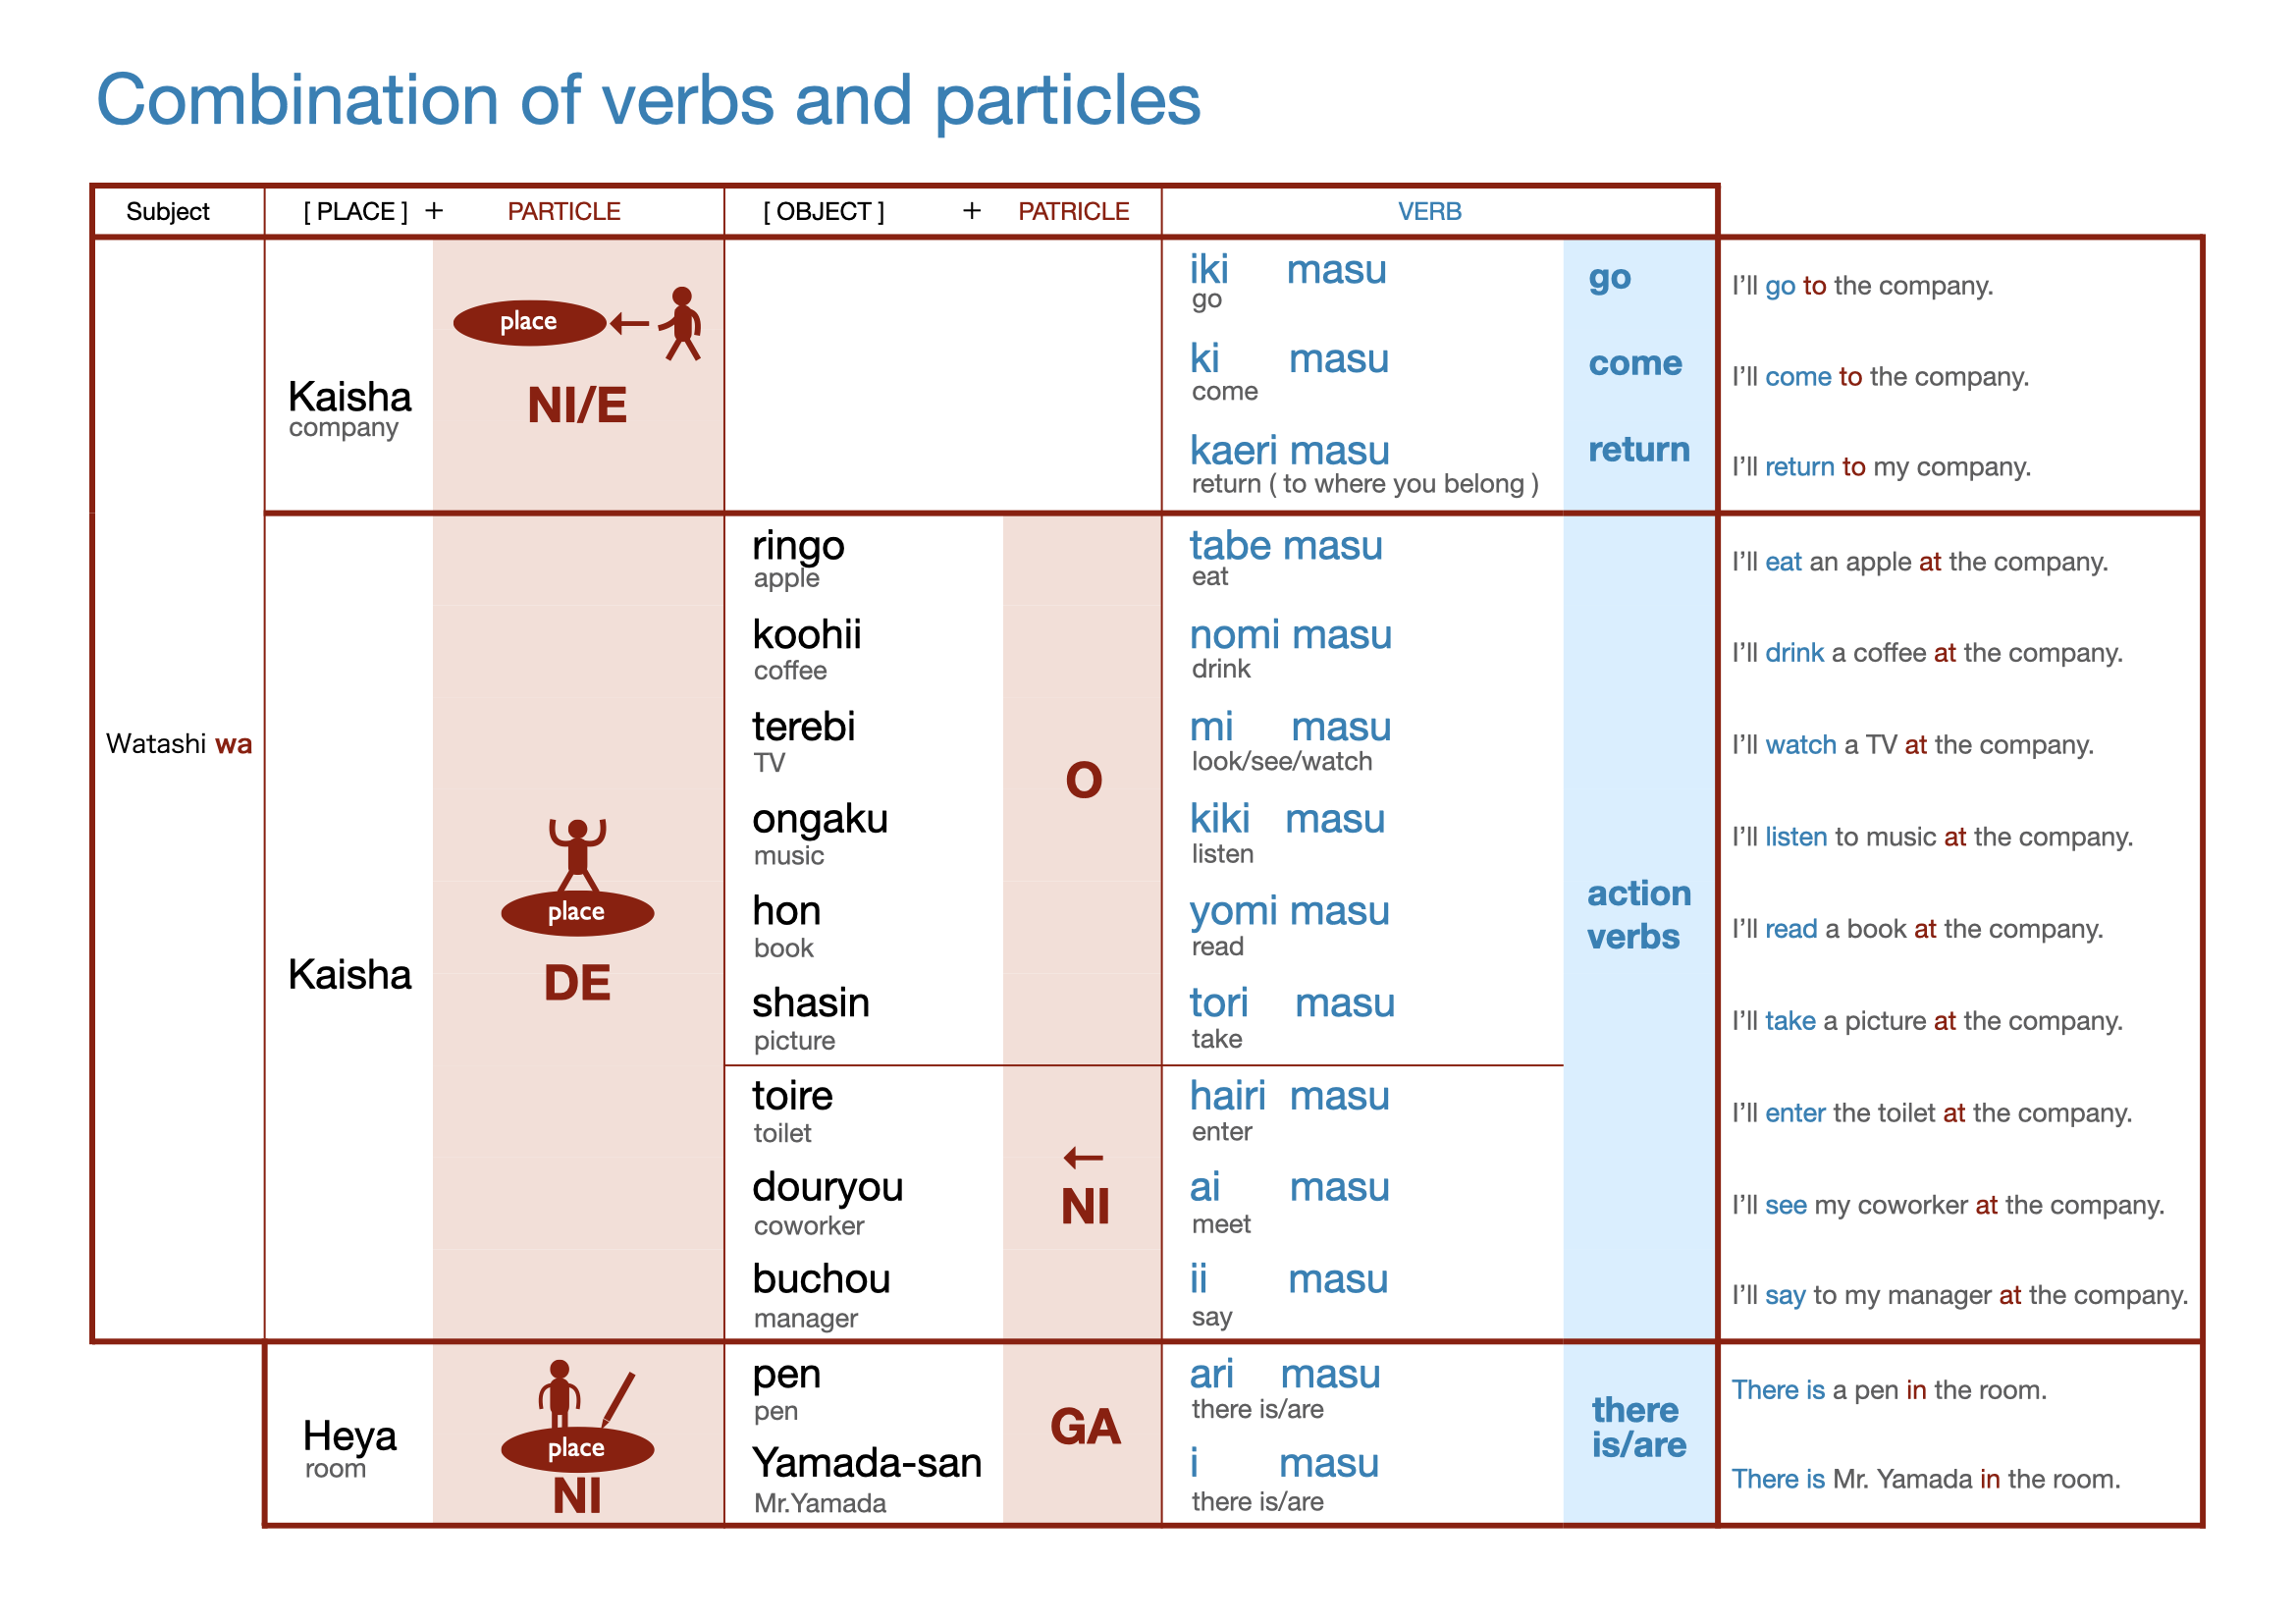 Combination of verbs and particles
Subject [ PLACE ] + PARTICLE [ OBJECT ] + PATRICLE VERB
Watashi wa
Kaisha
company
place
NI/E
iki masu
go
go
I'll go to the company.
ki masu
come
come
I'll come to the company.
kaeri masu
return ( to where you belong )
return
I'll return to my company.
Kaisha
place
DE
ringo
apple
O
tabe masu
eat
action
verbs
I'll eat an apple at the company.
koohii
coffee
nomi masu
drink
I'll drink a coffee at the company.
terebi
TV
mi masu
look/see/watch
I'll watch a TV at the company.
ongaku
music
kiki masu
listen
I'll listen to music at the company.
hon
book
yomi masu
read
I'll read a book at the company.
shasin
picture
tori masu
take
I'll take a picture at the company.
toire
toilet
NI
hairi masu
enter
I'll enter the toilet at the company.
douryou
coworker
ai masu
meet
I'll see my coworker at the company.
buchou
manager
ii masu
say
I'll say to my manager at the company.
Heya
room
place
NI
pen
pen
GA
ari masu
there is/are
there
is/are
There is a pen in the room.
Yamada-san
Mr.Yamada
i masu
there is/are
There is Mr. Yamada in the room.